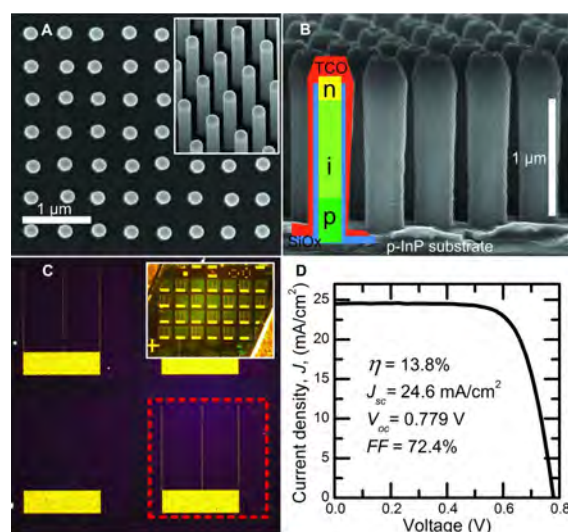 A
1 µm
B
TCO
n
i
p
SiOx
p-InP substrate
1 µm
C
D
Current density, J, (mA/cm²)
25
20
15
10
5
0
η = 13.8%
J_sc = 24.6 mA/cm²
V_oc = 0.779 V
FF = 72.4%
0.0 0.2 0.4 0.6 0.8
Voltage (V)